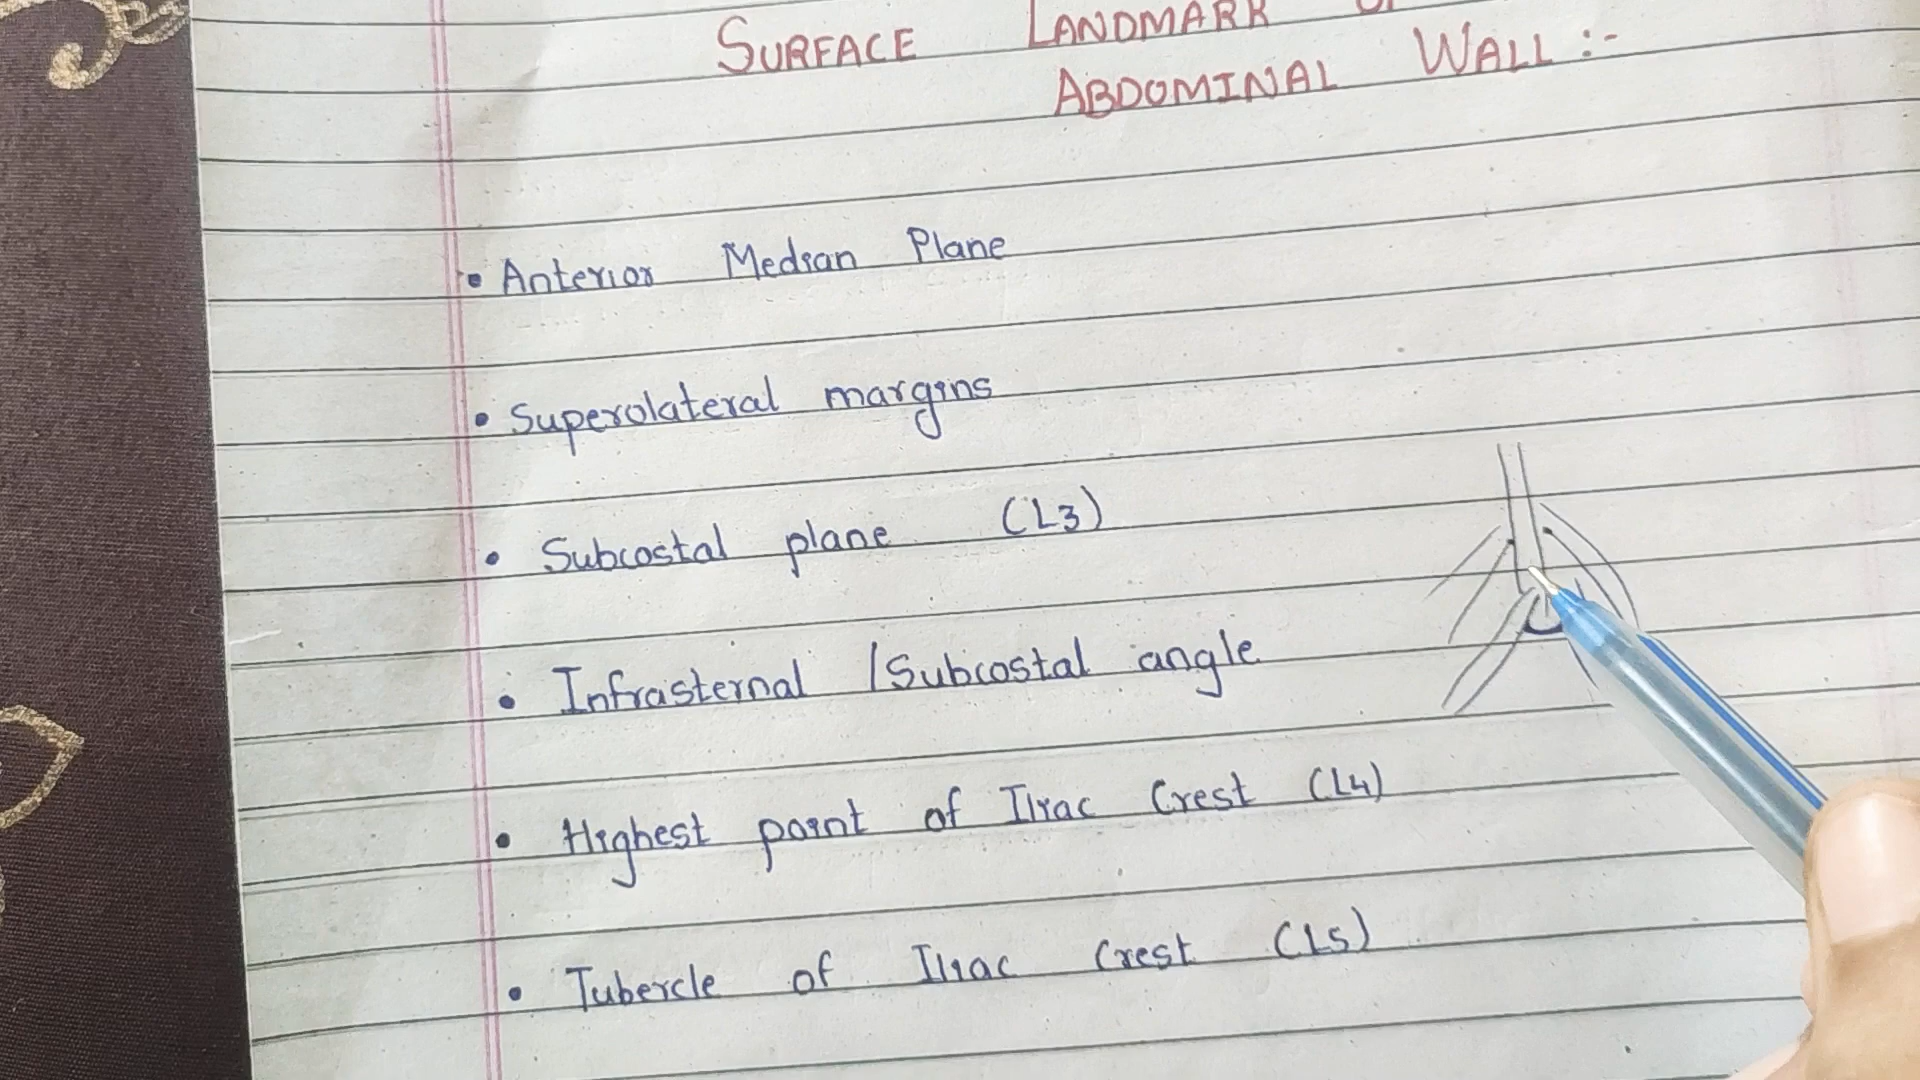 SURFACE LANDMARK OF
ABDOMINAL WALL :-
• Anterior Median Plane
• Superolateral margins
• Subcostal plane (L3)
• Infrasternal / Subcostal angle
• Highest point of Iliac Crest (L4)
• Tubercle of Iliac Crest (L5)